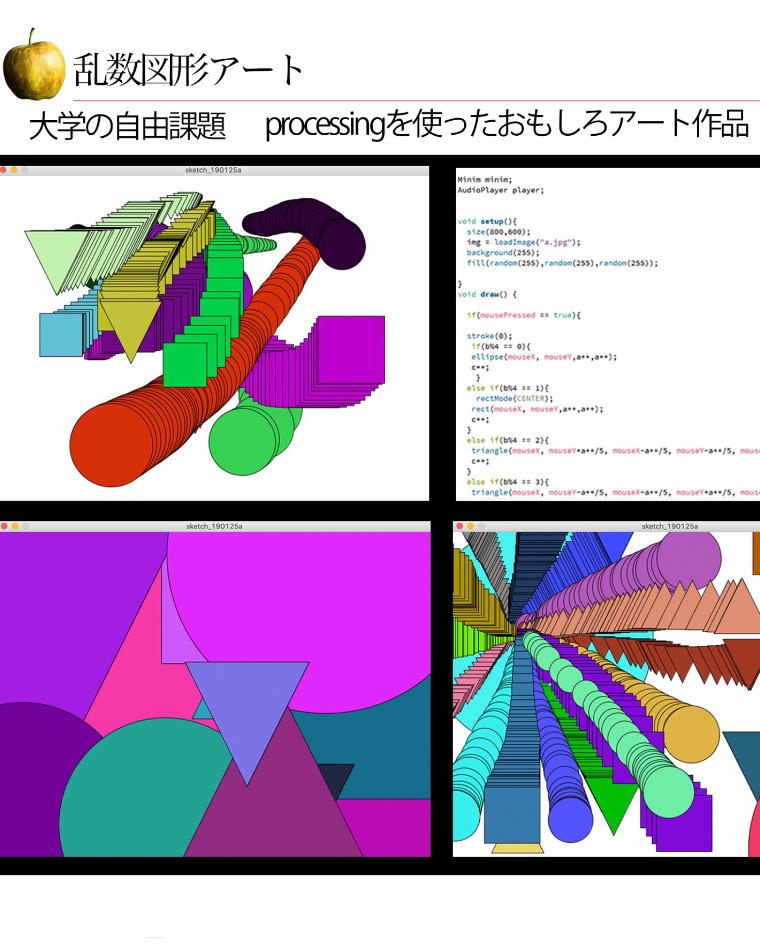 乱数図形アート
大学の自由課題 processingを使ったおもしろアート作品
sketch_190125a
Minim minim;
AudioPlayer player;
void setup(){
size(800,600);
img = loadImage("a.jpg");
background(255);
fill(random(255),random(255),random(255));
}
void draw() {
if(mousePressed == true){
stroke(0);
if(b%4 == 0){
ellipse(mouseX, mouseY,a++,a++);
c++;
}
else if(b%4 == 1){
rectMode(CENTER);
rect(mouseX, mouseY,a++,a++);
c++;
}
else if(b%4 == 2){
triangle(mouseX, mouseY+a++/5, mouseX-a++/5, mouseY-a++/5, mous
c++;
}
else if(b%4 == 3){
triangle(mouseX, mouseY-a++/5, mouseX-a++/5, mouseY+a++/5, mous
sketch_190125a
sketch_190125a